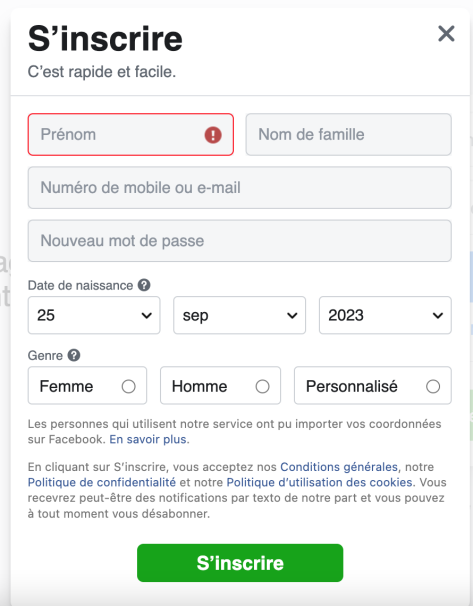 S'inscrire
C'est rapide et facile.
Prénom
Nom de famille
Numéro de mobile ou e-mail
Nouveau mot de passe
Date de naissance
25 sep 2023
Genre
Femme Homme Personnalisé
Les personnes qui utilisent notre service ont pu importer vos coordonnées
sur Facebook. En savoir plus.
En cliquant sur S'inscrire, vous acceptez nos Conditions générales, notre
Politique de confidentialité et notre Politique d'utilisation des cookies. Vous
recevrez peut-être des notifications par texto de notre part et vous pouvez
à tout moment vous désabonner.
S'inscrire